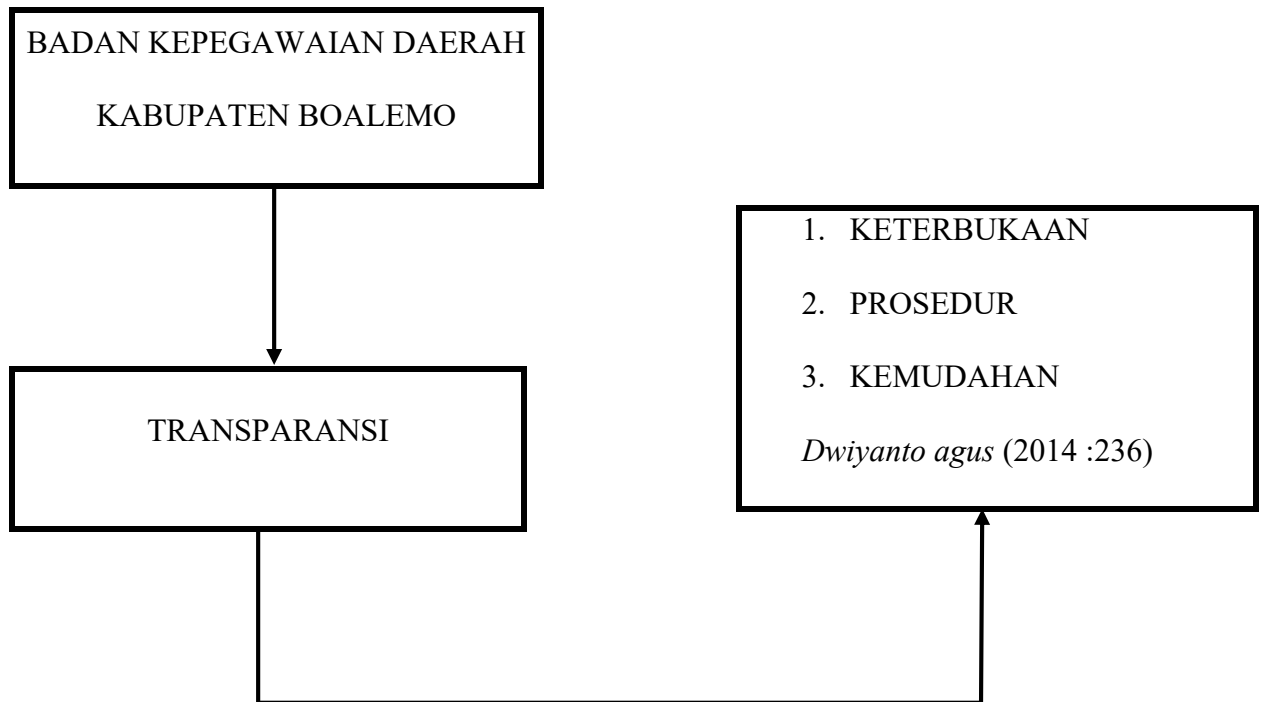 BADAN KEPEGAWAIAN DAERAH
KABUPATEN BOALEMO
TRANSPARANSI
1. KETERBUKAAN
2. PROSEDUR
3. KEMUDAHAN
Dwiyanto agus (2014 :236)